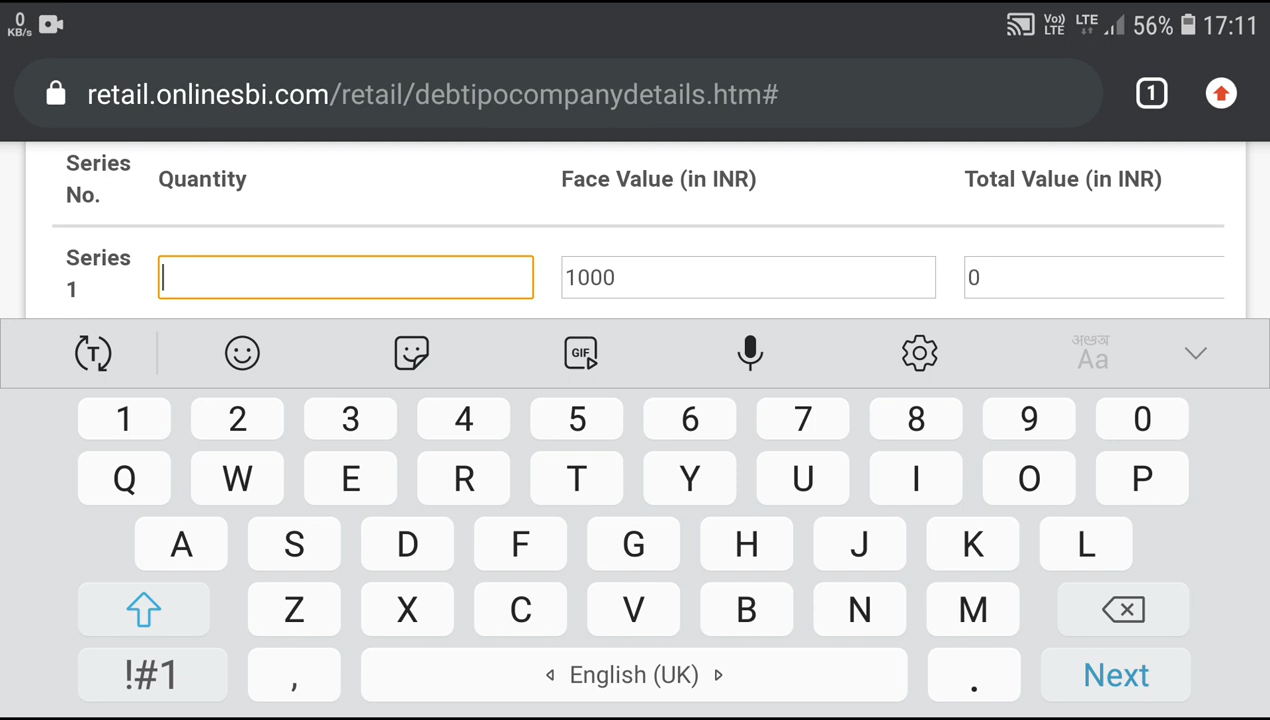 0
KB/s
Vo))
LTE
LTE
56%
17:11
retail.onlinesbi.com/retail/debtipocompanydetails.htm#
1
Series No.
Quantity
Face Value (in INR)
Total Value (in INR)
Series 1
1000
0
T
GIF
अஅঅ
Aa
1 2 3 4 5 6 7 8 9 0
Q W E R T Y U I O P
A S D F G H J K L
Z X C V B N M
!#1 , English (UK) . Next